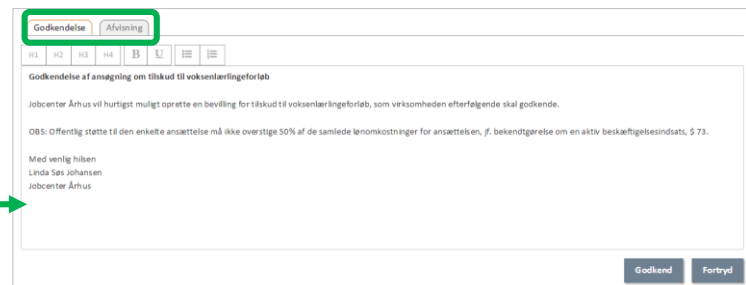 Godkendelse Afvisning
H1 H2 H3 H4 B U
Godkendelse af ansøgning om tilskud til voksenlærlingeforløb
Jobcenter Århus vil hurtigst muligt oprette en bevilling for tilskud til voksenlærlingeforløb, som virksomheden efterfølgende skal godkende.
OBS: Offentlig støtte til den enkelte ansættelse må ikke overstige 50% af de samlede lønomkostninger for ansættelsen, jf. bekendtgørelse om en aktiv beskæftigelsesindsats, § 73.
Med venlig hilsen
Linda Søs Johansen
Jobcenter Århus
Godkend Fortryd